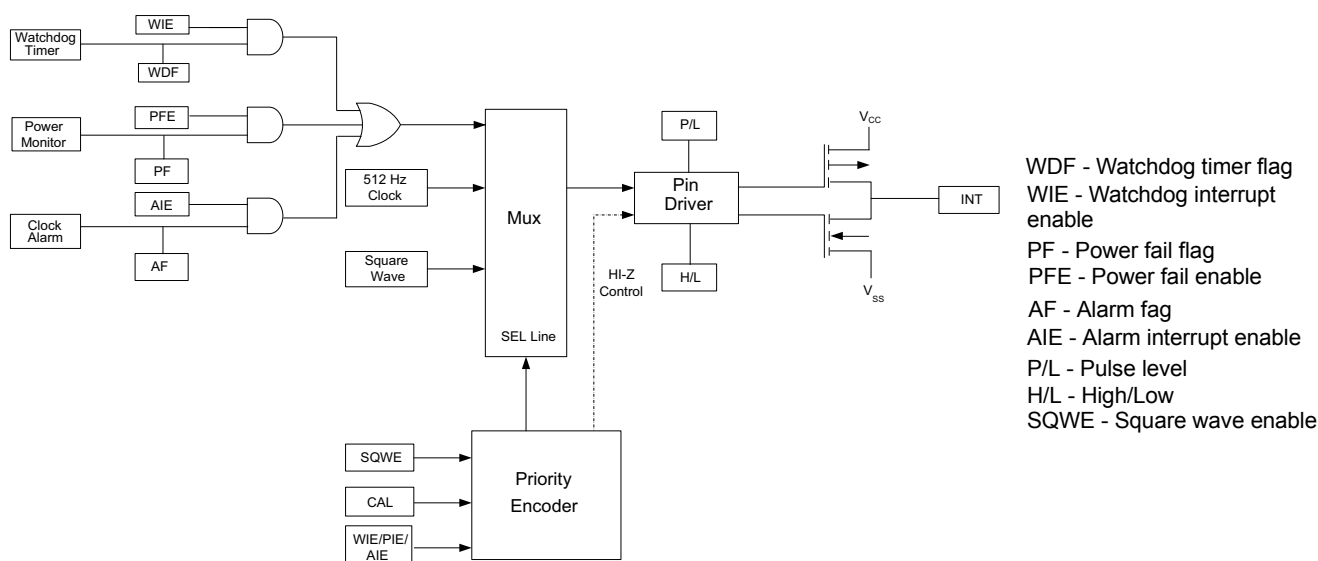 WIE
Watchdog
Timer
WDF
PFE
Power
Monitor
PF
AIE
Clock
Alarm
AF
512 Hz
Clock
Square
Wave
Mux
SEL Line
P/L
Pin
Driver
H/L
HI-Z
Control
VCC
INT
VSS
SQWE
CAL
WIE/PIE/
AIE
Priority
Encoder
WDF - Watchdog timer flag
WIE - Watchdog interrupt
enable
PF - Power fail flag
PFE - Power fail enable
AF - Alarm fag
AIE - Alarm interrupt enable
P/L - Pulse level
H/L - High/Low
SQWE - Square wave enable